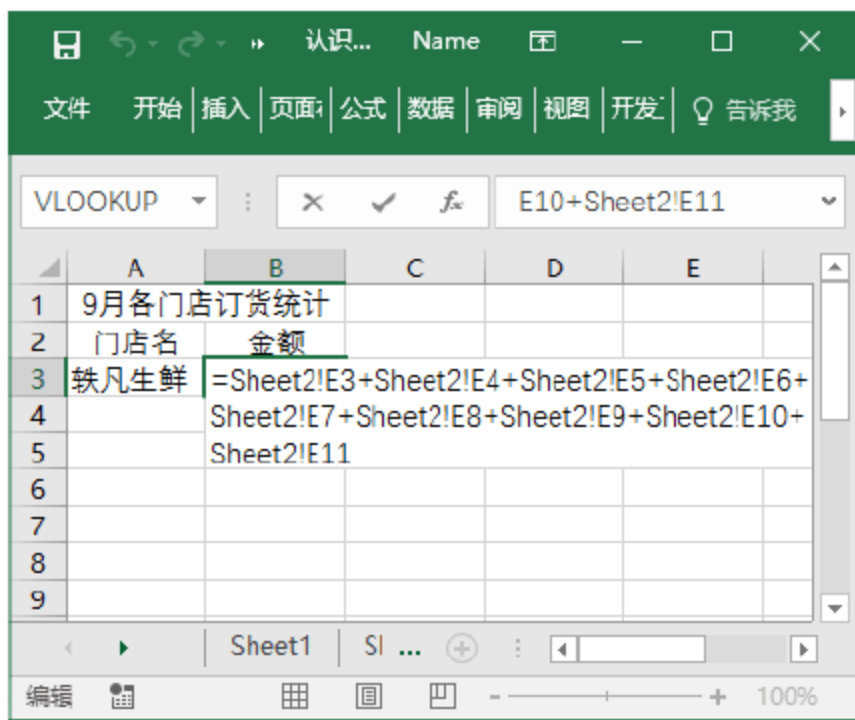 认识... Name
文件 开始 插入 页面 公式 数据 审阅 视图 开发 告诉我
VLOOKUP fx E10+Sheet2!E11
A B C D E
1 9月各门店订货统计
2 门店名 金额
3 轶凡生鲜 =Sheet2!E3+Sheet2!E4+Sheet2!E5+Sheet2!E6+
4 Sheet2!E7+Sheet2!E8+Sheet2!E9+Sheet2!E10+
5 Sheet2!E11
6
7
8
9
Sheet1 Sl ...
编辑 100%